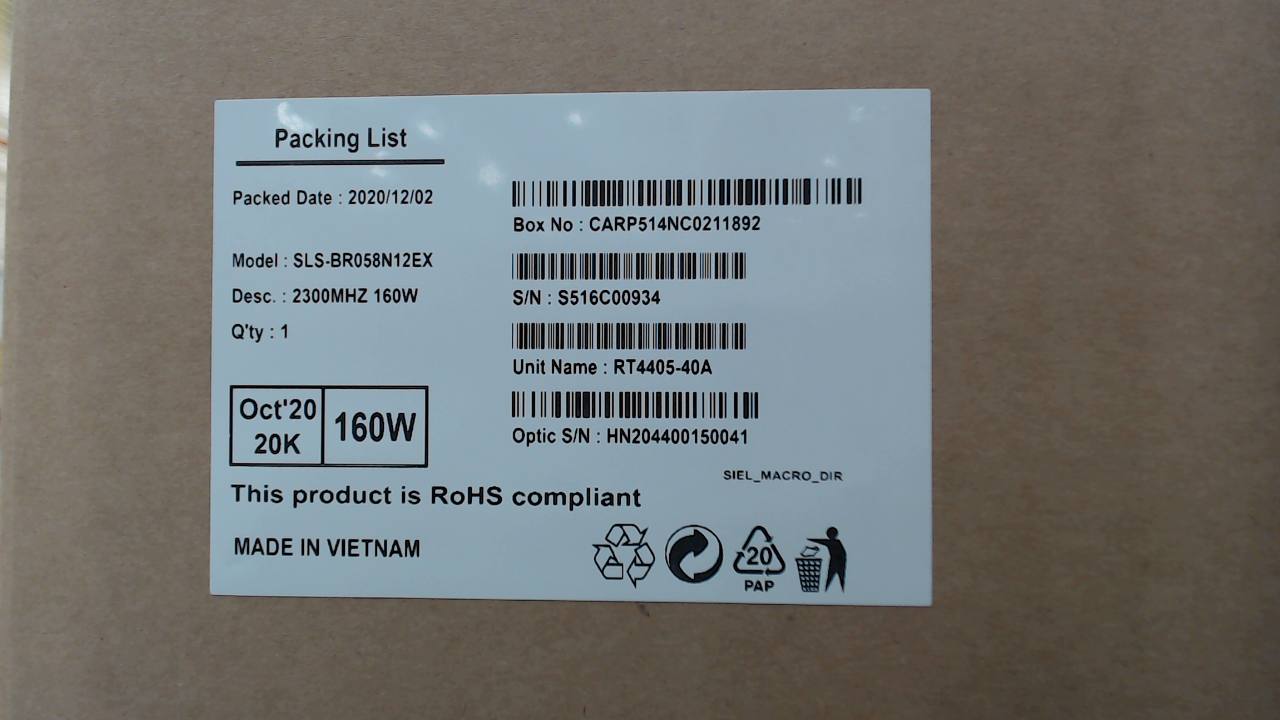 Packing List
Packed Date : 2020/12/02
Box No : CARP514NC0211892
Model : SLS-BR058N12EX
Desc. : 2300MHZ 160W
S/N : S516C00934
Q'ty : 1
Unit Name : RT4405-40A
Oct'20
20K
160W
Optic S/N : HN204400150041
SIEL_MACRO_DIR
This product is RoHS compliant
MADE IN VIETNAM
20
PAP